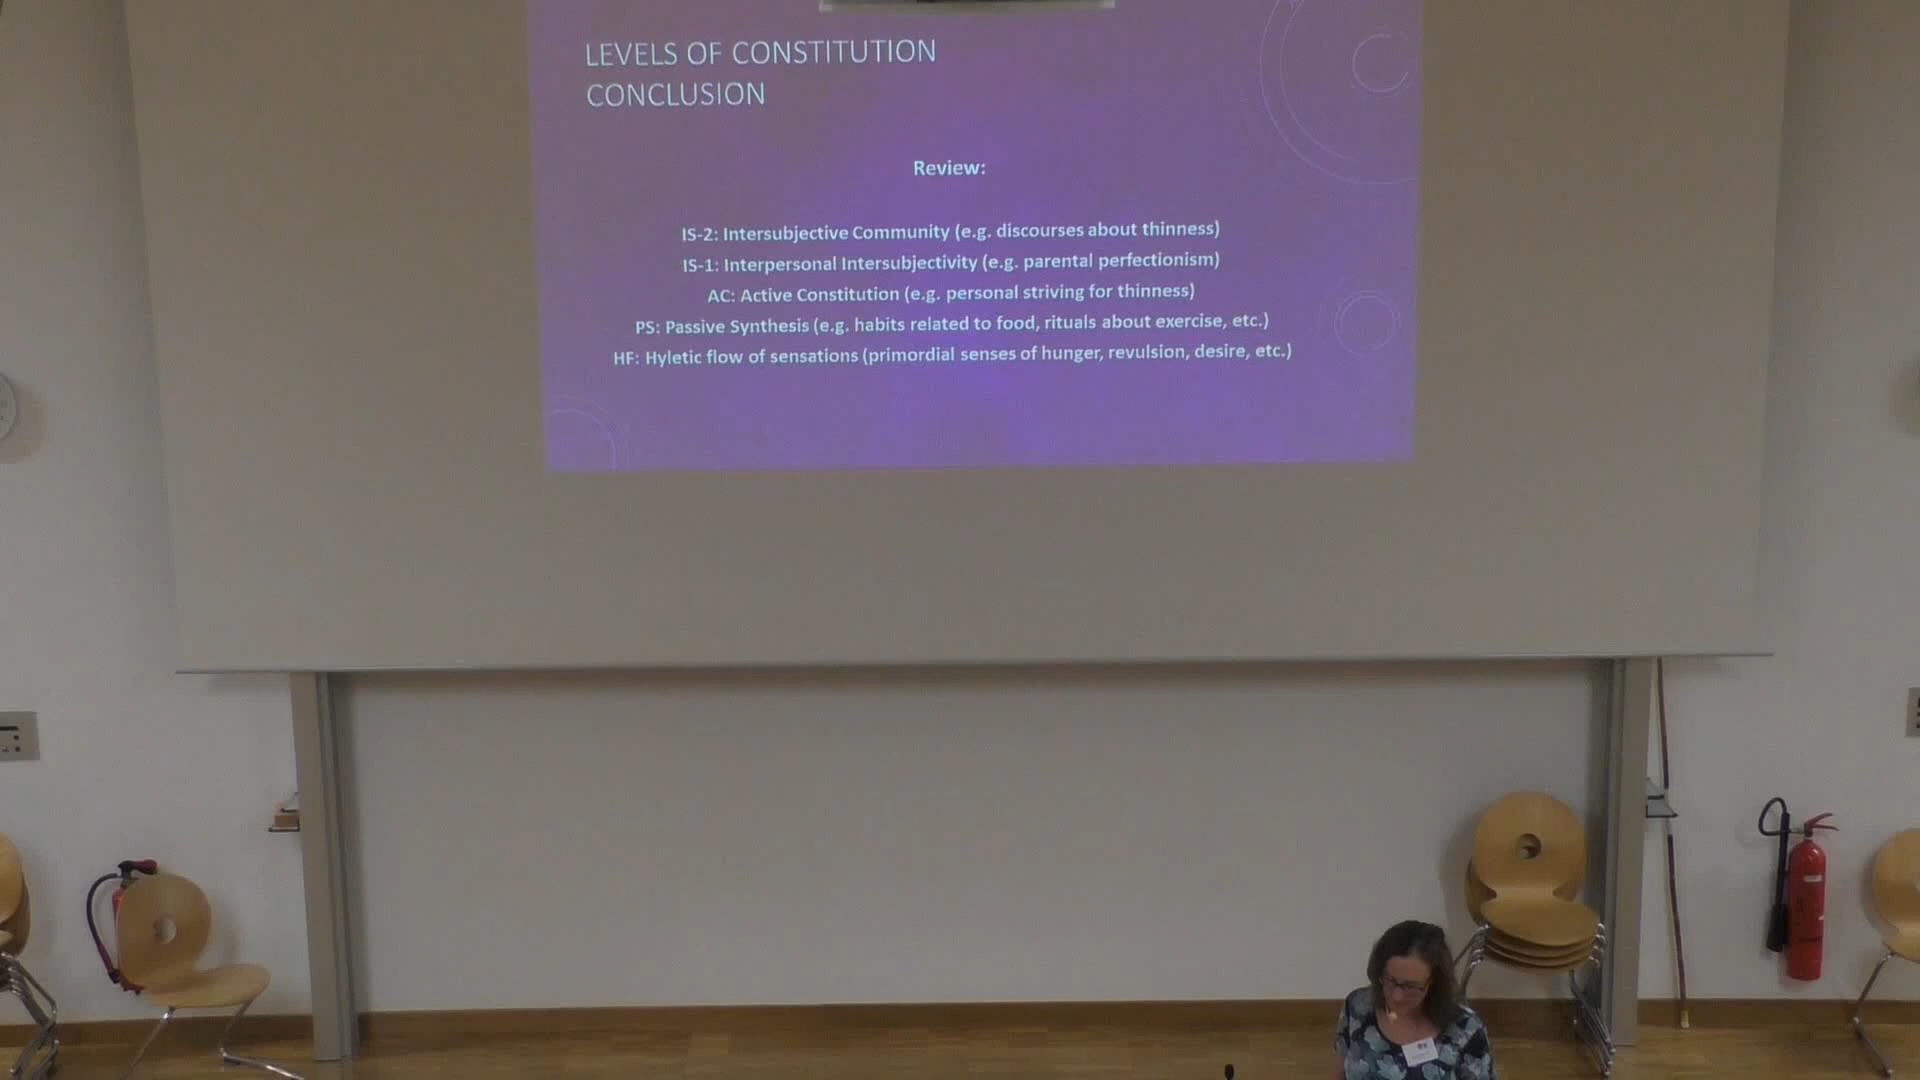 LEVELS OF CONSTITUTION
CONCLUSION
Review:
IS-2: Intersubjective Community (e.g. discourses about thinness)
IS-1: Interpersonal Intersubjectivity (e.g. parental perfectionism)
AC: Active Constitution (e.g. personal striving for thinness)
PS: Passive Synthesis (e.g. habits related to food, rituals about exercise, etc.)
HF: Hyletic flow of sensations (primordial senses of hunger, revulsion, desire, etc.)